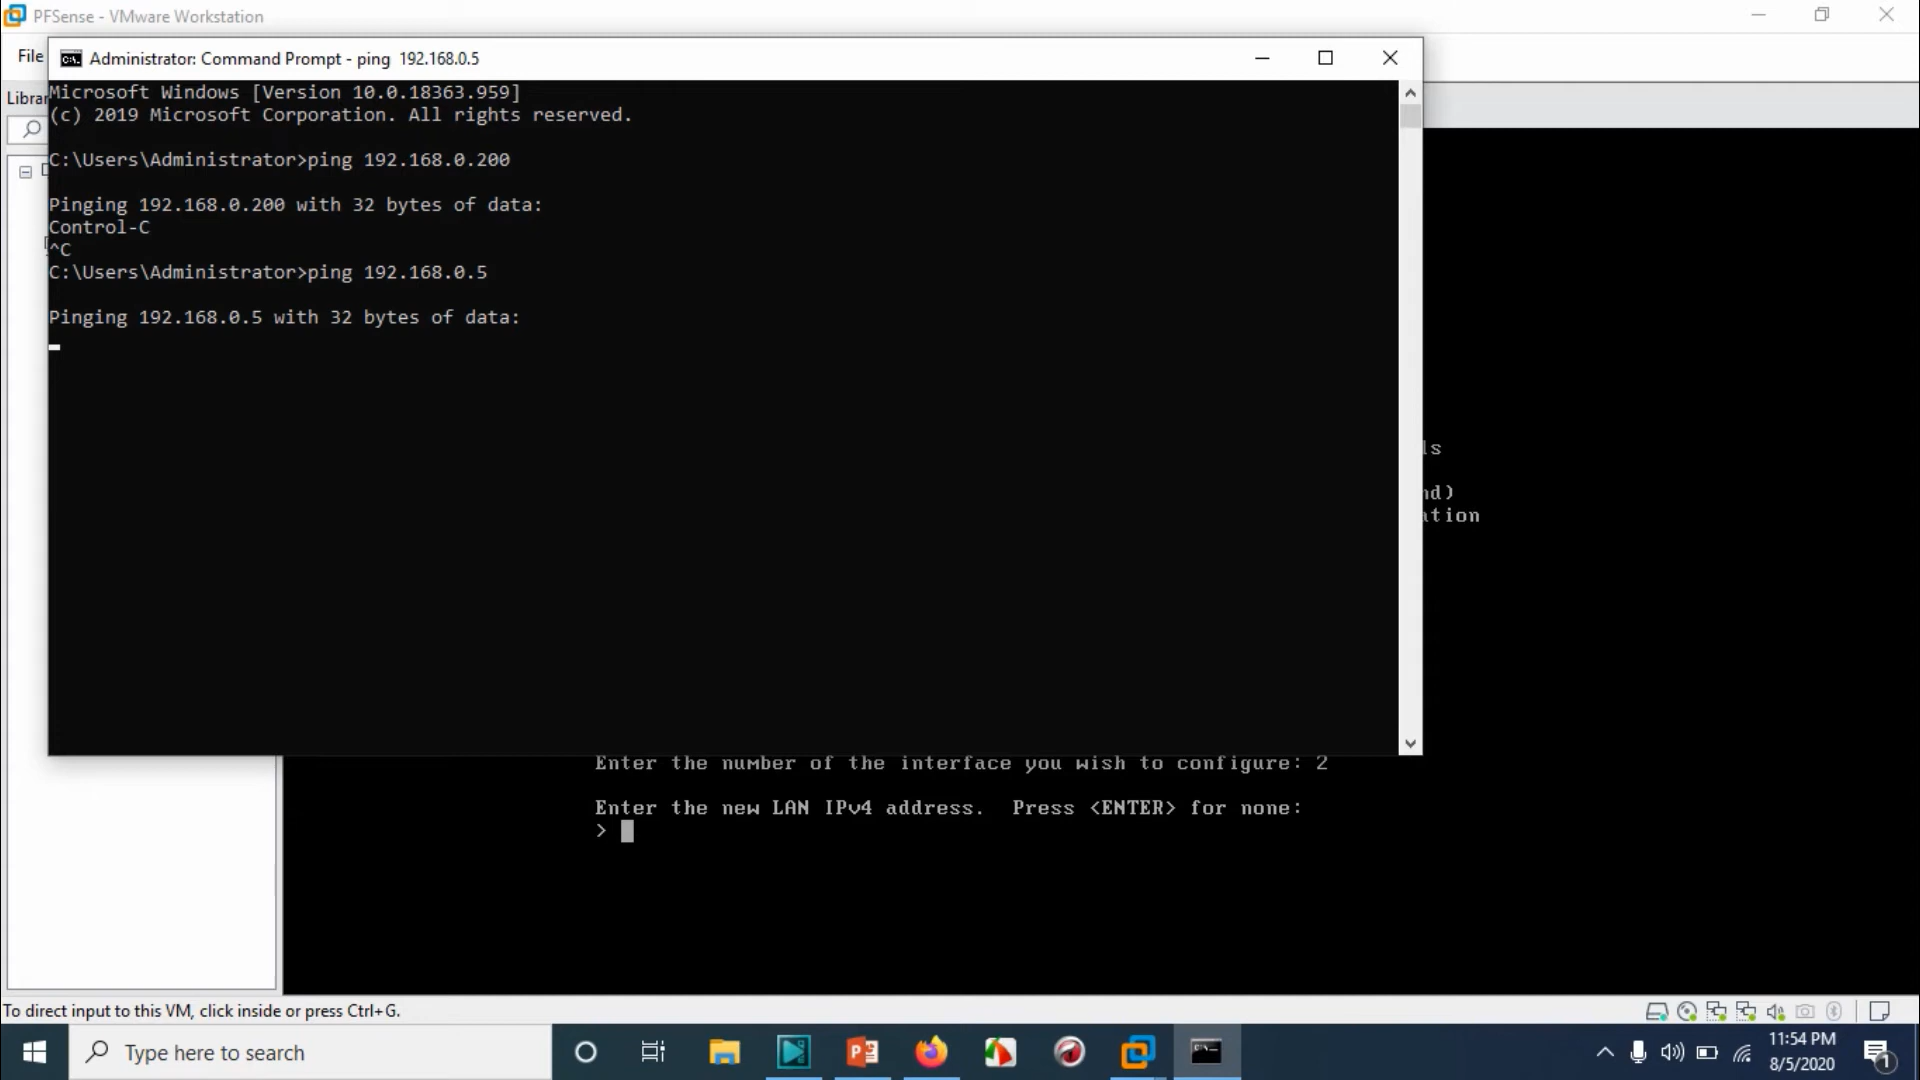 PFSense - VMware Workstation
File
Administrator: Command Prompt - ping  192.168.0.5
Librar
Microsoft Windows [Version 10.0.18363.959]
(c) 2019 Microsoft Corporation. All rights reserved.
C:\Users\Administrator>ping 192.168.0.200
Pinging 192.168.0.200 with 32 bytes of data:
Control-C
^C
C:\Users\Administrator>ping 192.168.0.5
Pinging 192.168.0.5 with 32 bytes of data:
ls
nd)
ation
Enter the number of the interface you wish to configure: 2
Enter the new LAN IPv4 address.  Press <ENTER> for none:
>
To direct input to this VM, click inside or press Ctrl+G.
Type here to search
11:54 PM
8/5/2020
1